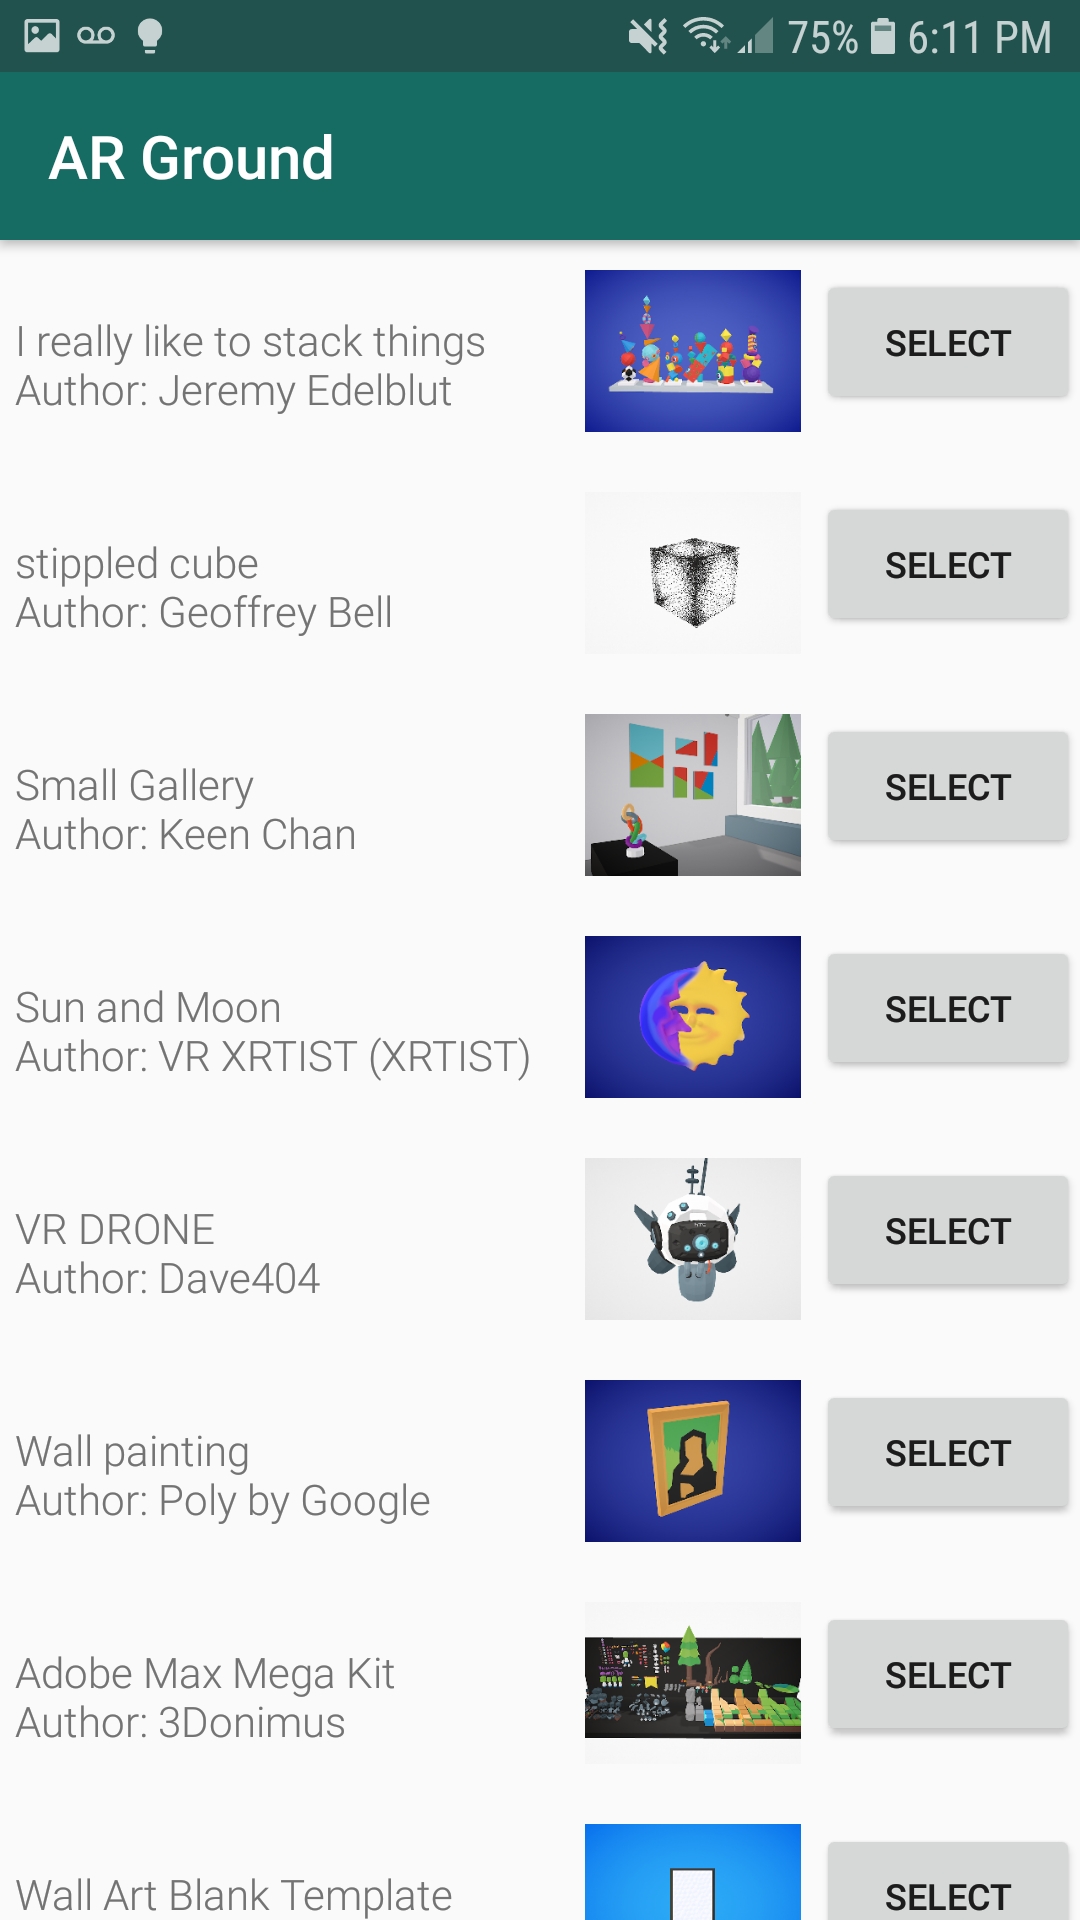 75% 6:11 PM
AR Ground
I really like to stack things
Author: Jeremy Edelblut
SELECT
stippled cube
Author: Geoffrey Bell
SELECT
Small Gallery
Author: Keen Chan
SELECT
Sun and Moon
Author: VR XRTIST (XRTIST)
SELECT
VR DRONE
Author: Dave404
SELECT
Wall painting
Author: Poly by Google
SELECT
Adobe Max Mega Kit
Author: 3Donimus
SELECT
Wall Art Blank Template
SELECT